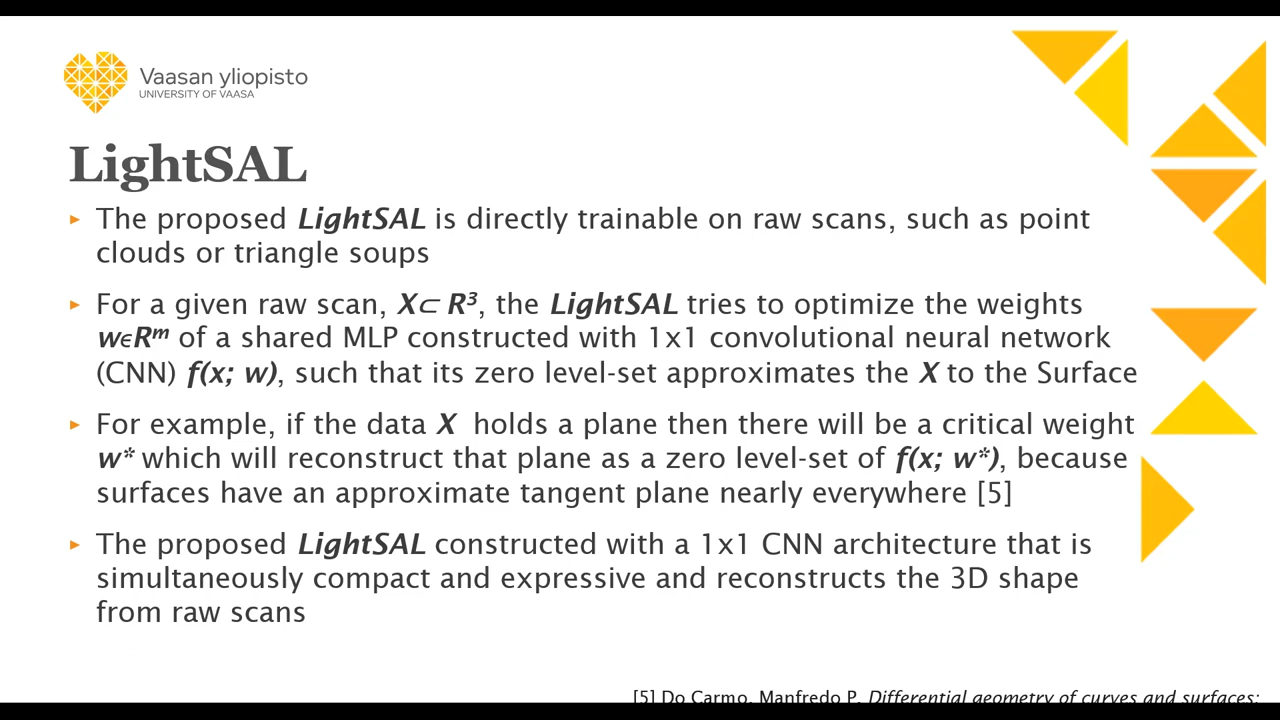 Vaasan yliopisto
UNIVERSITY OF VAASA
LightSAL
▸ The proposed LightSAL is directly trainable on raw scans, such as point
clouds or triangle soups
▸ For a given raw scan, X⊂ R³, the LightSAL tries to optimize the weights
wϵRᵐ of a shared MLP constructed with 1x1 convolutional neural network
(CNN) f(x; w), such that its zero level-set approximates the X to the Surface
▸ For example, if the data X holds a plane then there will be a critical weight
w* which will reconstruct that plane as a zero level-set of f(x; w*), because
surfaces have an approximate tangent plane nearly everywhere [5]
▸ The proposed LightSAL constructed with a 1x1 CNN architecture that is
simultaneously compact and expressive and reconstructs the 3D shape
from raw scans
[5] Do Carmo, Manfredo P. Differential geometry of curves and surfaces: